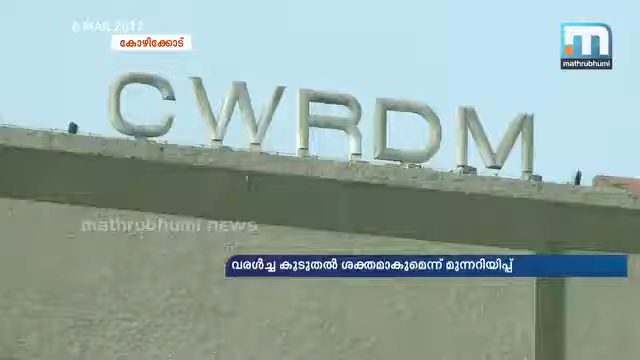 6 MAR 2017
കോഴിക്കോട്
mathrubhumi
CWRDM
mathrubhumi news
വരൾച്ച കൂടുതൽ ശക്തമാകുമെന്ന് മുന്നറിയിപ്പ്